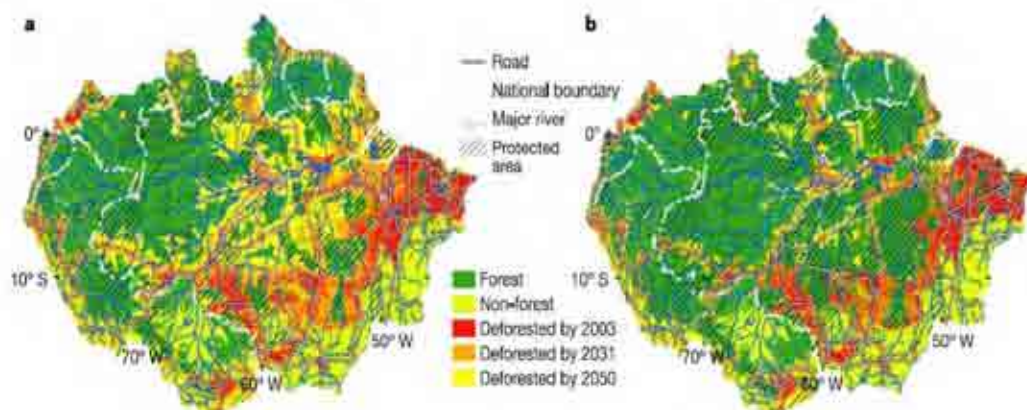 a
b
Road
National boundary
Major river
Protected
area
0°
0°
10° S
10° S
Forest
Non-forest
Deforested by 2003
Deforested by 2031
Deforested by 2050
70° W
60° W
50° W
70° W
60° W
50° W